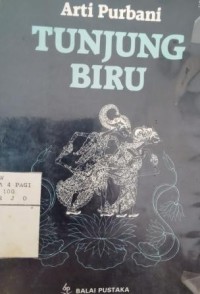 Arti Purbani
TUNJUNG
BIRU
BALAI PUSTAKA